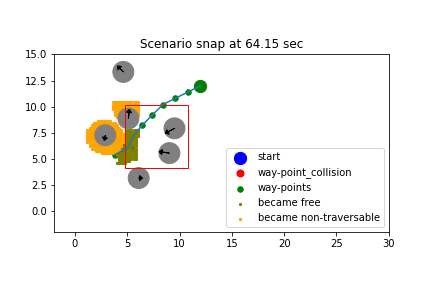 Scenario snap at 64.15 sec
15.0
12.5
10.0
7.5
5.0
2.5
0.0
0 5 10 15 20 25 30
start
way-point_collision
way-points
became free
became non-traversable